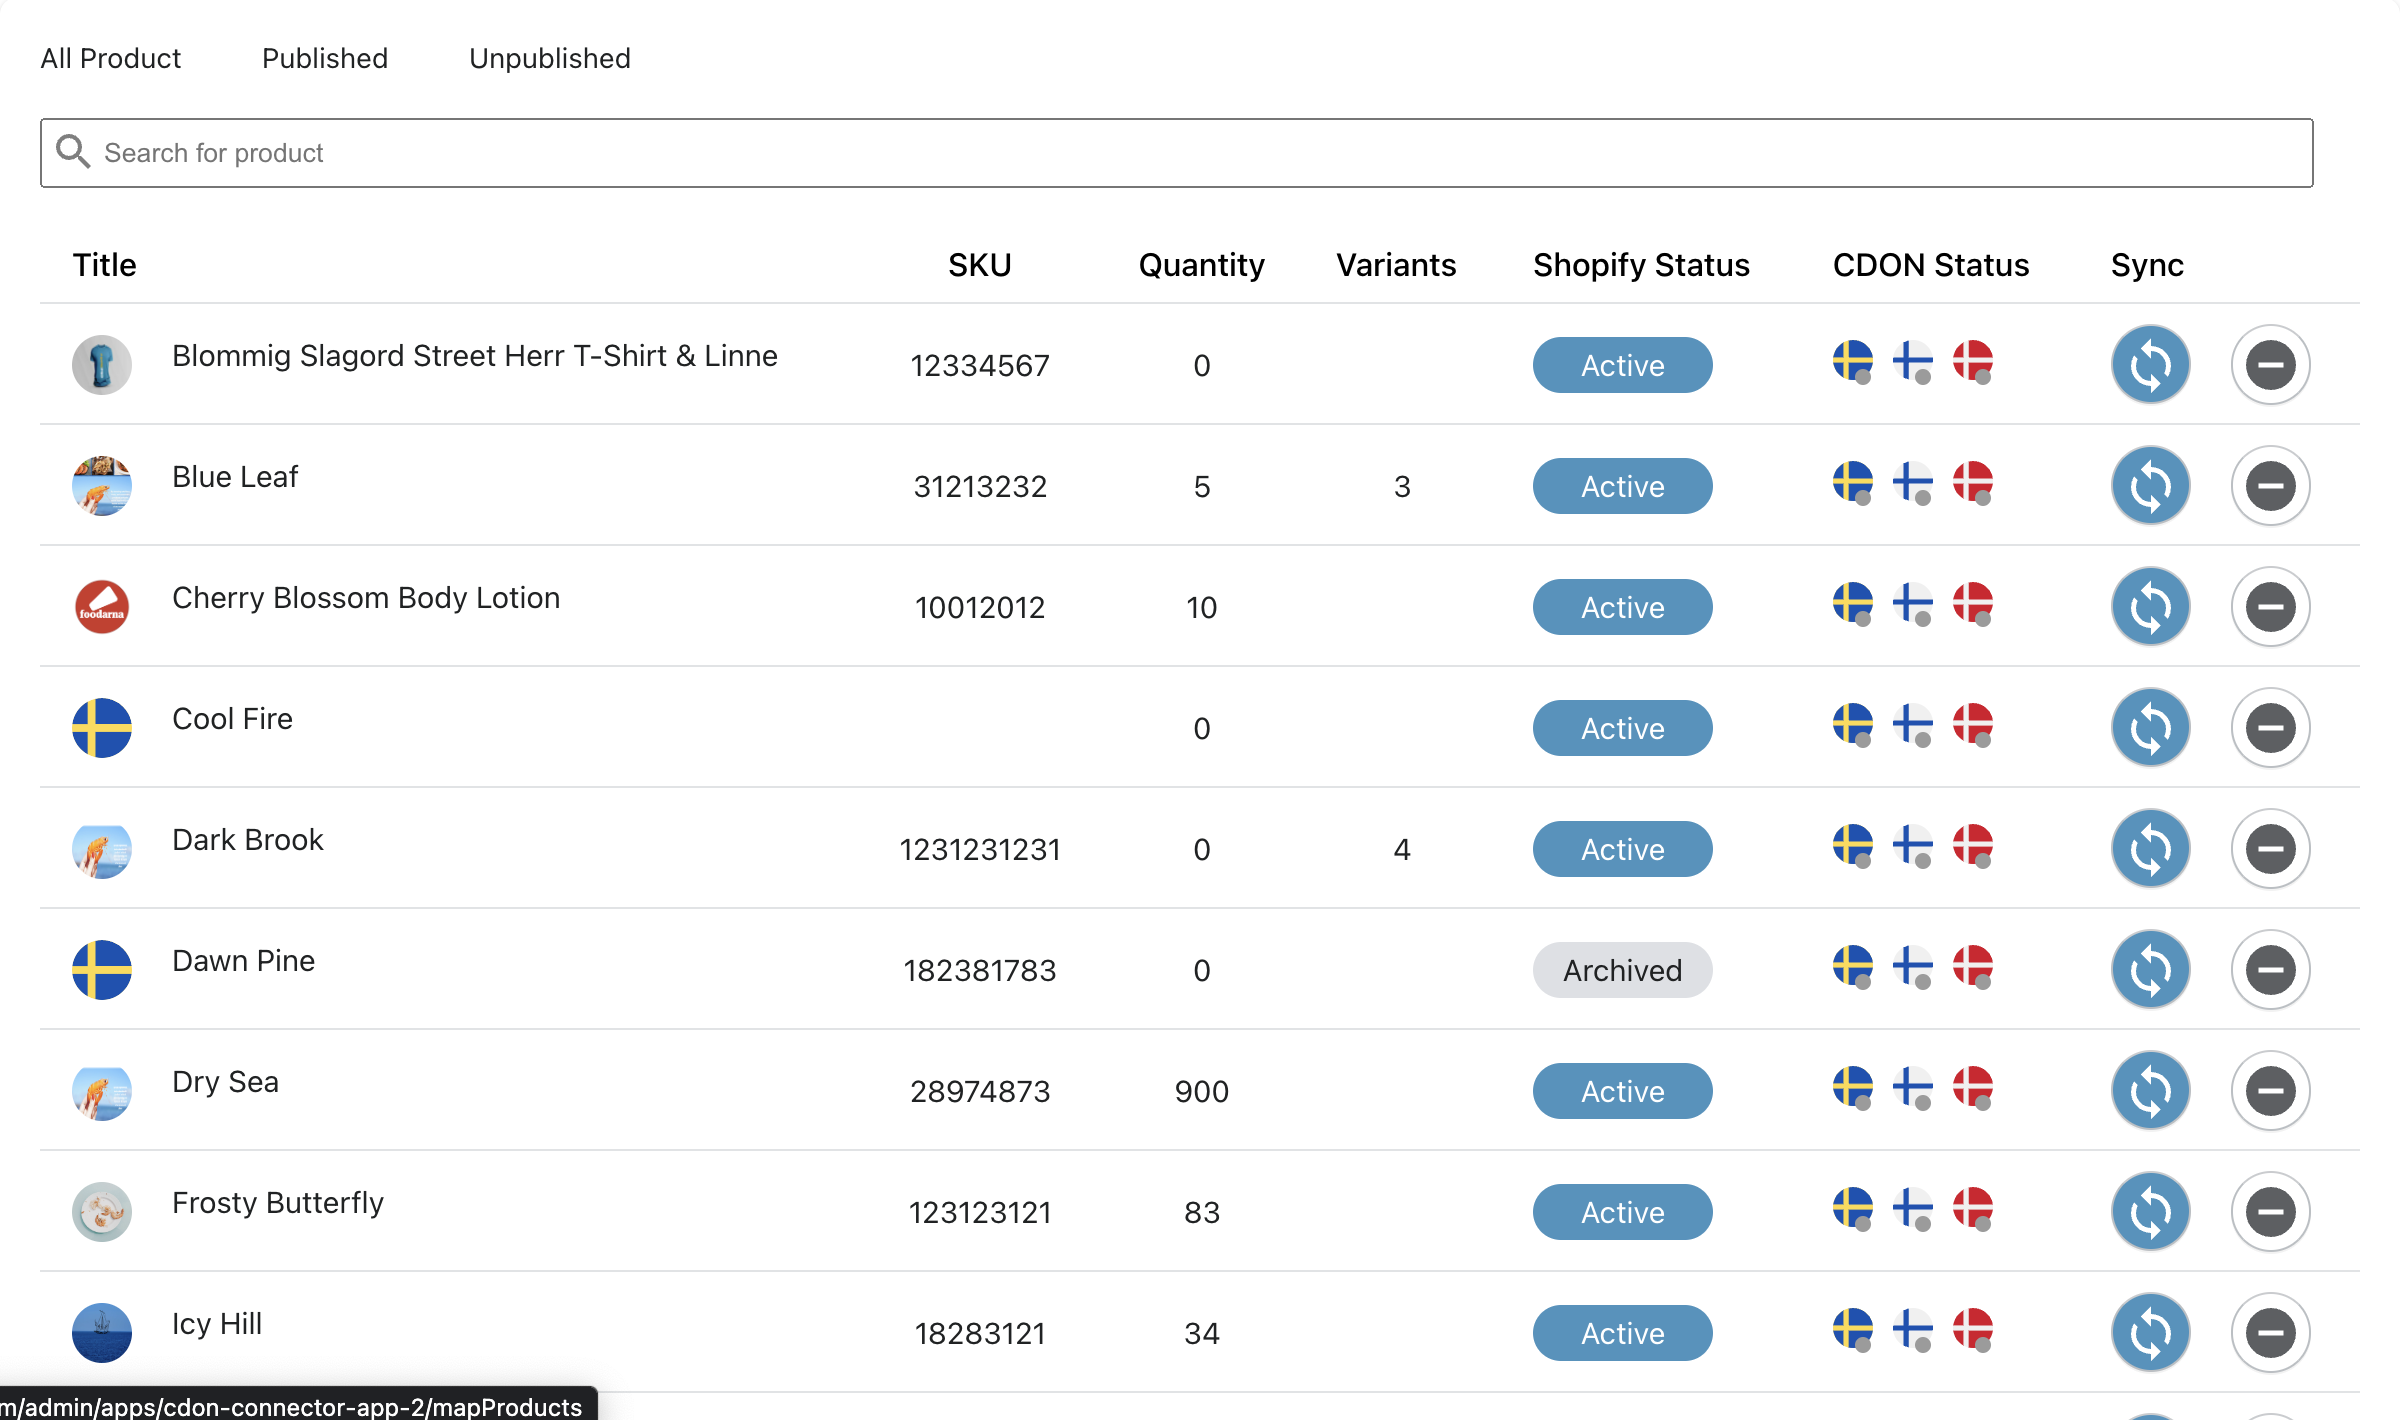 All Product Published Unpublished
Search for product
Title SKU Quantity Variants Shopify Status CDON Status Sync
Blommig Slagord Street Herr T-Shirt & Linne 12334567 0 Active
Blue Leaf 31213232 5 3 Active
foodarna Cherry Blossom Body Lotion 10012012 10 Active
Cool Fire 0 Active
Dark Brook 1231231231 0 4 Active
Dawn Pine 182381783 0 Archived
Dry Sea 28974873 900 Active
Frosty Butterfly 123123121 83 Active
Icy Hill 18283121 34 Active
m/admin/apps/cdon-connector-app-2/mapProducts